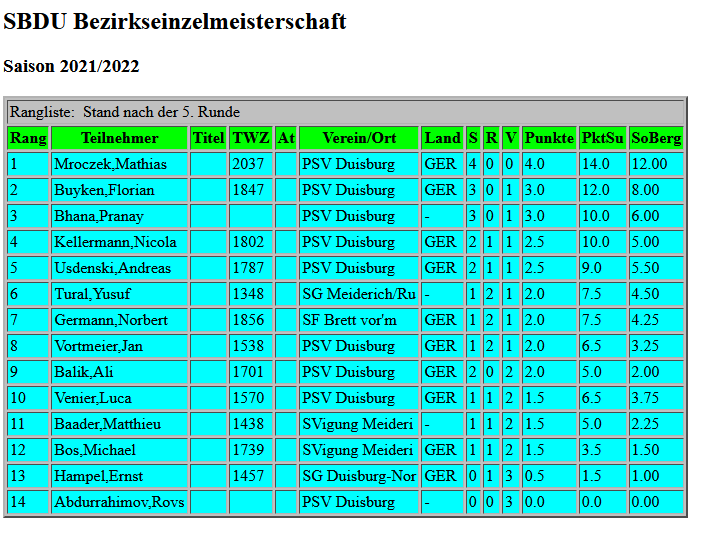 SBDU Bezirkseinzelmeisterschaft
Saison 2021/2022
Rangliste: Stand nach der 5. Runde
Rang Teilnehmer Titel TWZ At Verein/Ort Land S R V Punkte PktSu SoBerg
1 Mroczek,Mathias 2037 PSV Duisburg GER 4 0 0 4.0 14.0 12.00
2 Buyken,Florian 1847 PSV Duisburg GER 3 0 1 3.0 12.0 8.00
3 Bhana,Pranay PSV Duisburg - 3 0 1 3.0 10.0 6.00
4 Kellermann,Nicola 1802 PSV Duisburg GER 2 1 1 2.5 10.0 5.00
5 Usdenski,Andreas 1787 PSV Duisburg GER 2 1 1 2.5 9.0 5.50
6 Tural,Yusuf 1348 SG Meiderich/Ru - 1 2 1 2.0 7.5 4.50
7 Germann,Norbert 1856 SF Brett vor'm GER 1 2 1 2.0 7.5 4.25
8 Vortmeier,Jan 1538 PSV Duisburg GER 1 2 1 2.0 6.5 3.25
9 Balik,Ali 1701 PSV Duisburg GER 2 0 2 2.0 5.0 2.00
10 Venier,Luca 1570 PSV Duisburg GER 1 1 2 1.5 6.5 3.75
11 Baader,Matthieu 1438 SVigung Meideri - 1 1 2 1.5 5.0 2.25
12 Bos,Michael 1739 SVigung Meideri GER 1 1 2 1.5 3.5 1.50
13 Hampel,Ernst 1457 SG Duisburg-Nor GER 0 1 3 0.5 1.5 1.00
14 Abdurrahimov,Rovs PSV Duisburg - 0 0 3 0.0 0.0 0.00